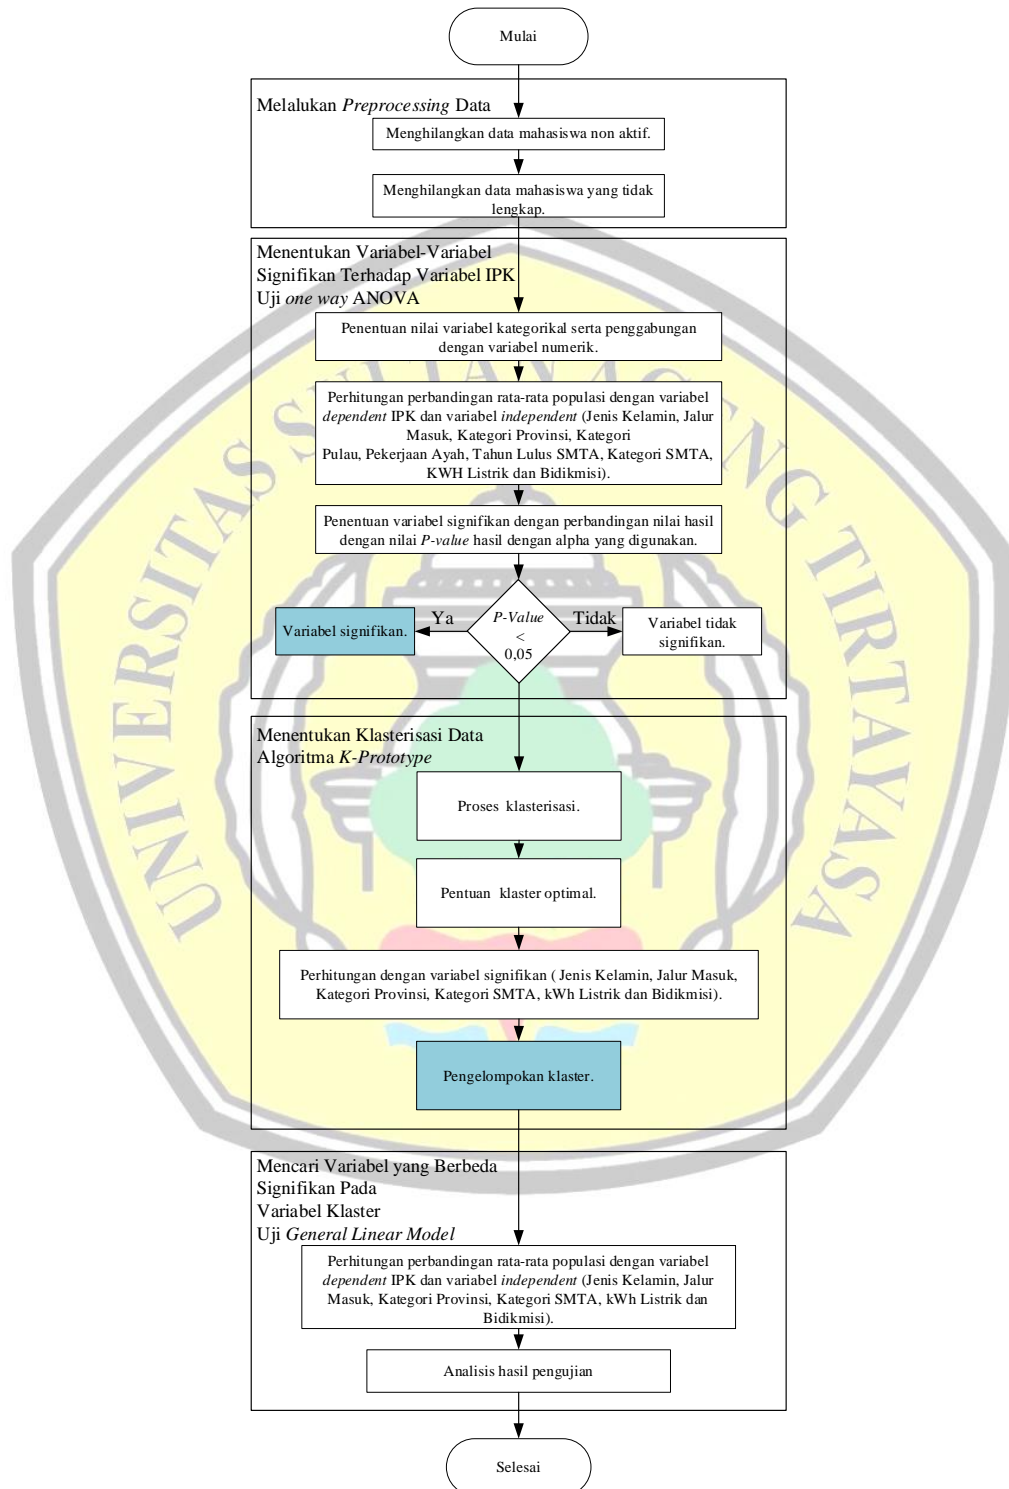 Mulai
Melalukan Preprocessing Data
Menghilangkan data mahasiswa non aktif.
Menghilangkan data mahasiswa yang tidak
lengkap.
Menentukan Variabel-Variabel
Signifikan Terhadap Variabel IPK
Uji one way ANOVA
Penentuan nilai variabel kategorikal serta penggabungan
dengan variabel numerik.
Perhitungan perbandingan rata-rata populasi dengan variabel
dependent IPK dan variabel independent (Jenis Kelamin, Jalur
Masuk, Kategori Provinsi, Kategori
Pulau, Pekerjaan Ayah, Tahun Lulus SMTA, Kategori SMTA,
KWH Listrik dan Bidikmisi).
Penentuan variabel signifikan dengan perbandingan nilai hasil
dengan nilai P-value hasil dengan alpha yang digunakan.
P-Value
<
0,05
Ya
Tidak
Variabel signifikan.
Variabel tidak
signifikan.
Menentukan Klasterisasi Data
Algoritma K-Prototype
Proses klasterisasi.
Pentuan klaster optimal.
Perhitungan dengan variabel signifikan ( Jenis Kelamin, Jalur Masuk,
Kategori Provinsi, Kategori SMTA, kWh Listrik dan Bidikmisi).
Pengelompokan klaster.
Mencari Variabel yang Berbeda
Signifikan Pada
Variabel Klaster
Uji General Linear Model
Perhitungan perbandingan rata-rata populasi dengan variabel
dependent IPK dan variabel independent (Jenis Kelamin, Jalur
Masuk, Kategori Provinsi, Kategori SMTA, kWh Listrik dan
Bidikmisi).
Analisis hasil pengujian
Selesai
UNIVERSITAS SULTAN AGENG TIRTAYASA